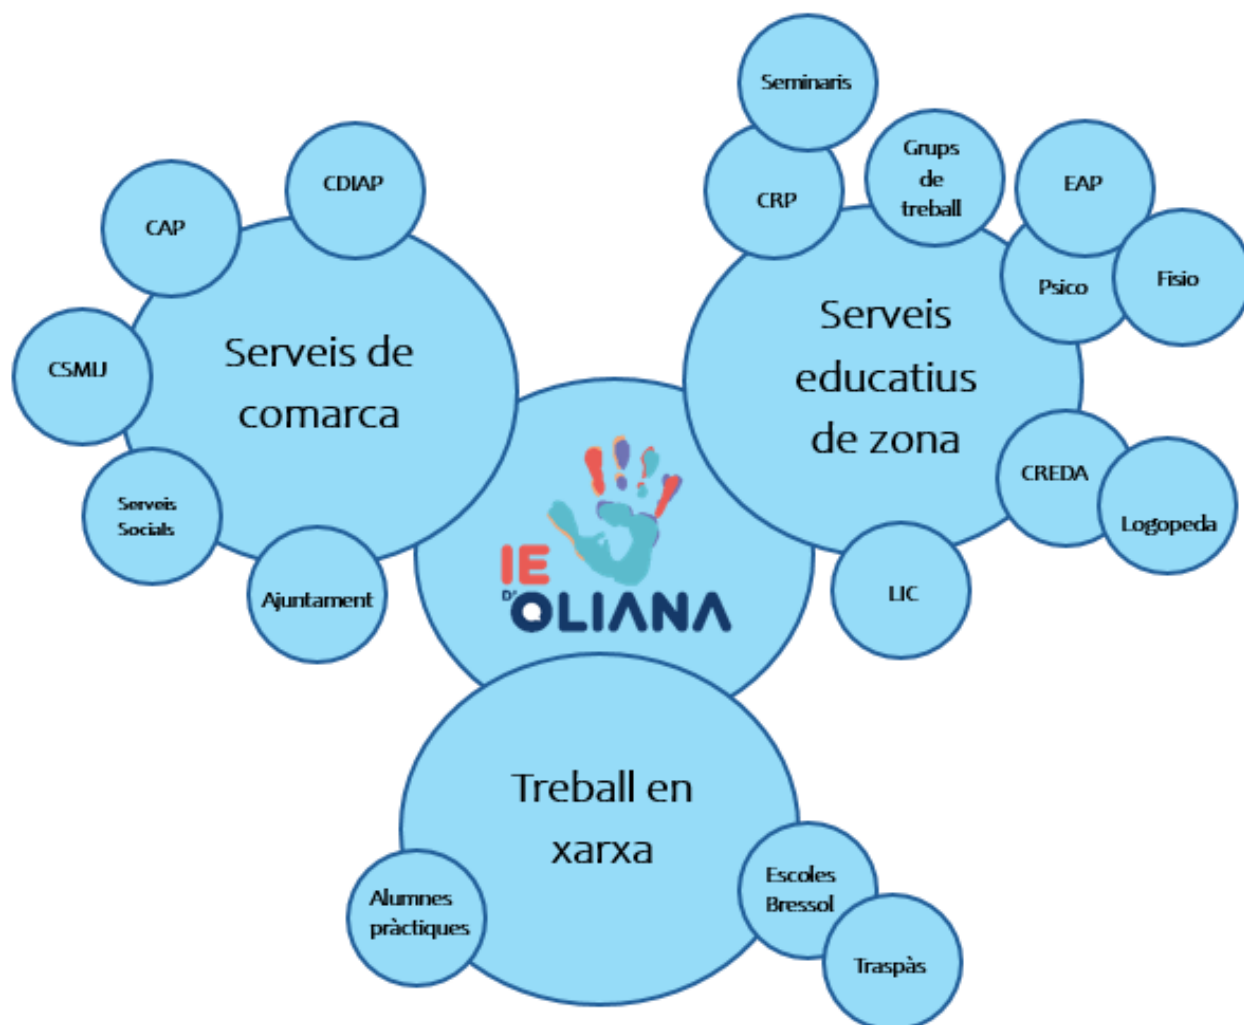 Seminaris
Grups
de
treball
CDIAP
EAP
CRP
CAP
Psico
Fisio
Serveis
educatius
de zona
Serveis de
comarca
CSMIJ
CREDA
Logopeda
Serveis
Socials
IE
D'OLIANA
LIC
Ajuntament
Treball en
xarxa
Escoles
Bressol
Alumnes
pràctiques
Traspàs